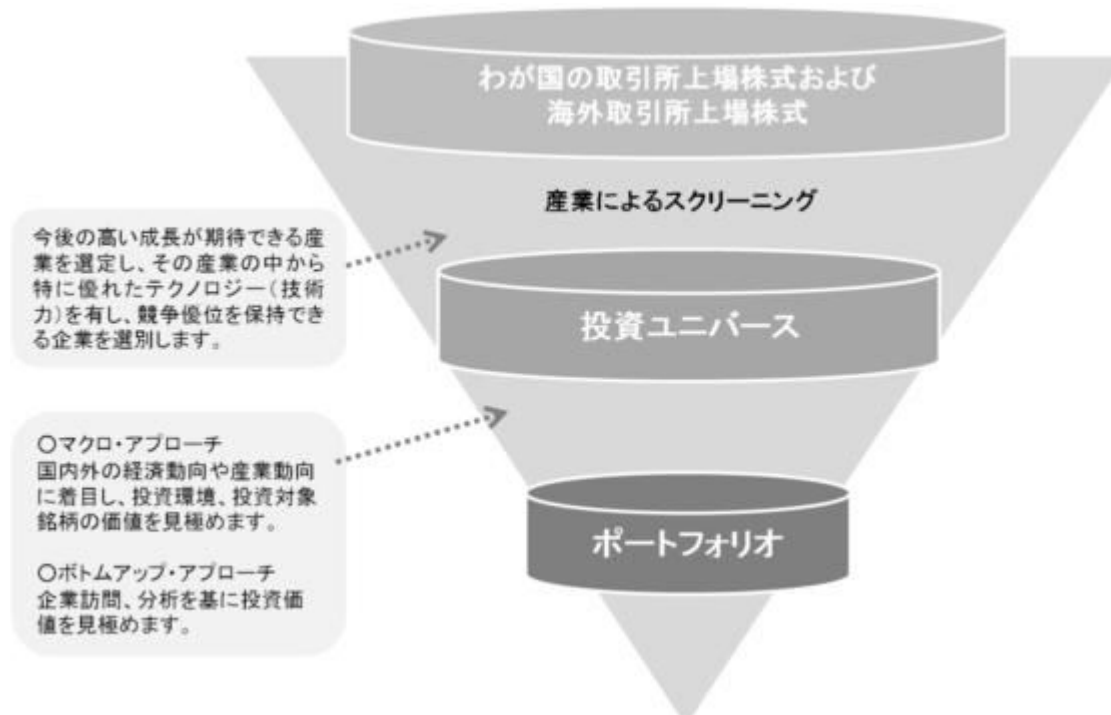 わが国の取引所上場株式および
海外取引所上場株式
産業によるスクリーニング
今後の高い成長が期待できる産
業を選定し、その産業の中から
特に優れたテクノロジー(技術
力)を有し、競争優位を保持でき
る企業を選別します。
投資ユニバース
〇マクロ・アプローチ
国内外の経済動向や産業動向
に着目し、投資環境、投資対象
銘柄の価値を見極めます。
〇ボトムアップ・アプローチ
企業訪問、分析を基に投資価
値を見極めます。
ポートフォリオ